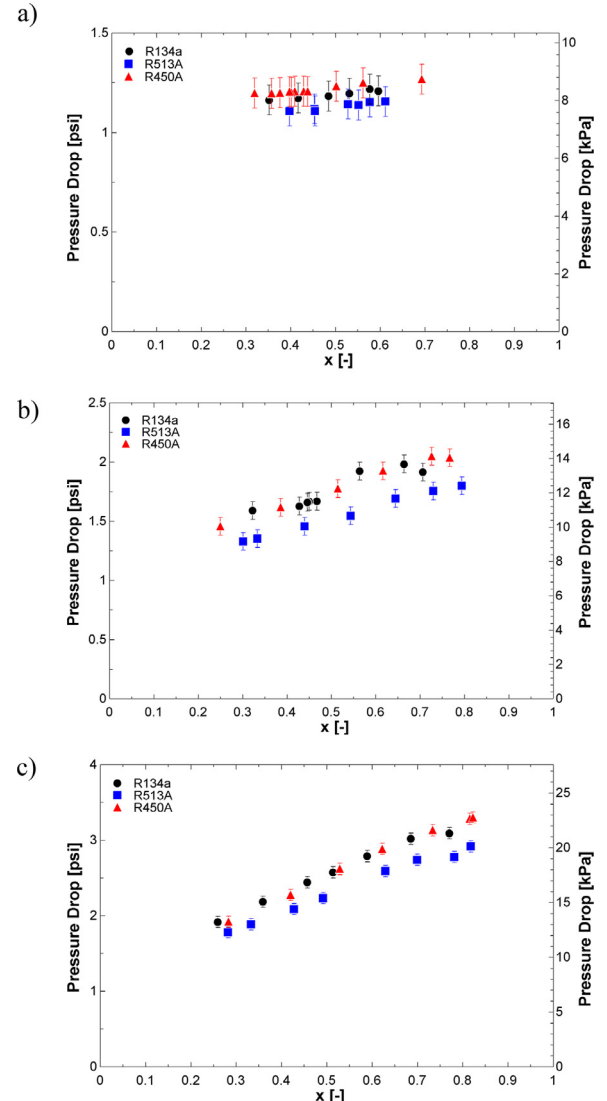 a)
1.5
10
R134a
R513A
R450A
1
8
6
0.5
4
2
0
0
Pressure Drop [psi]
Pressure Drop [kPa]
0 0.1 0.2 0.3 0.4 0.5 0.6 0.7 0.8 0.9 1
x [-]
b)
2.5
16
R134a
R513A
R450A
2
14
12
1.5
10
8
1
6
0.5
4
2
0
0
Pressure Drop [psi]
Pressure Drop [kPa]
0 0.1 0.2 0.3 0.4 0.5 0.6 0.7 0.8 0.9 1
x [-]
c)
4
25
R134a
R513A
R450A
3
20
15
2
10
1
5
0
0
Pressure Drop [psi]
Pressure Drop [kPa]
0 0.1 0.2 0.3 0.4 0.5 0.6 0.7 0.8 0.9 1
x [-]